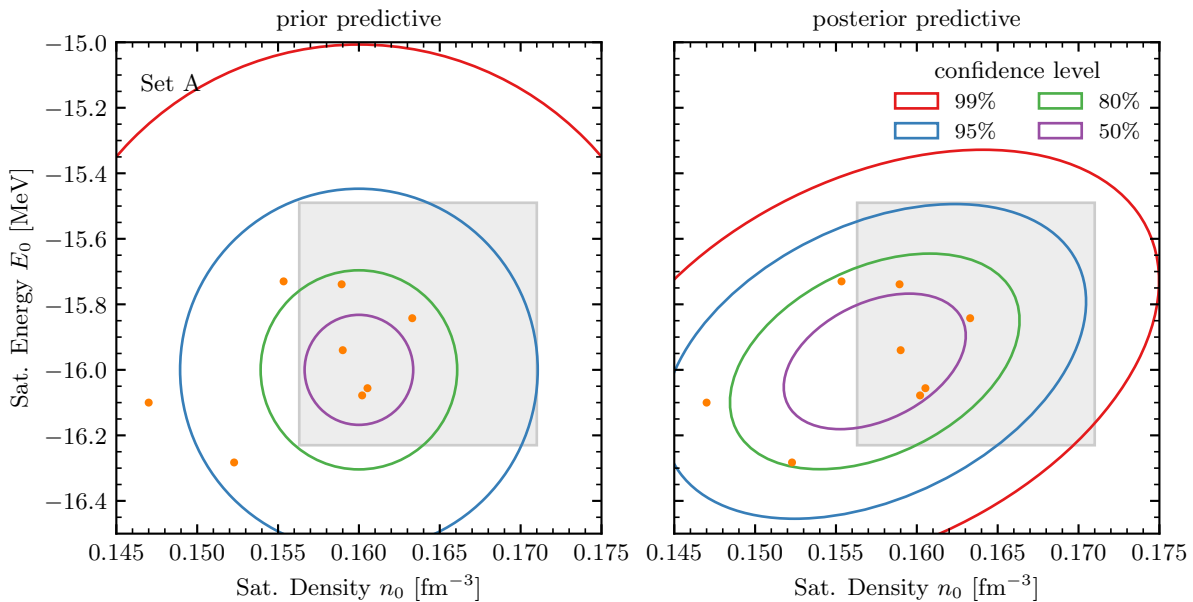 prior predictive
posterior predictive
Set A
confidence level
99%
80%
95%
50%
Sat. Energy E₀ [MeV]
−15.0
−15.2
−15.4
−15.6
−15.8
−16.0
−16.2
−16.4
0.145 0.150 0.155 0.160 0.165 0.170 0.175
0.145 0.150 0.155 0.160 0.165 0.170 0.175
Sat. Density n₀ [fm⁻³]
Sat. Density n₀ [fm⁻³]